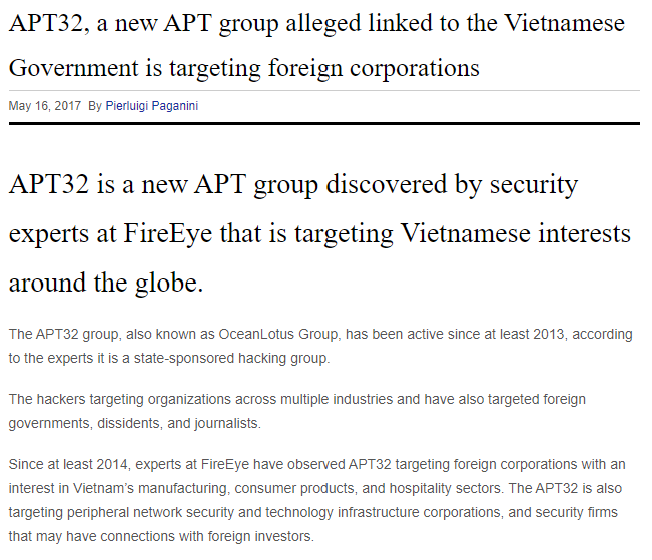 APT32, a new APT group alleged linked to the Vietnamese
Government is targeting foreign corporations
May 16, 2017  By Pierluigi Paganini
APT32 is a new APT group discovered by security
experts at FireEye that is targeting Vietnamese interests
around the globe.
The APT32 group, also known as OceanLotus Group, has been active since at least 2013, according
to the experts it is a state-sponsored hacking group.
The hackers targeting organizations across multiple industries and have also targeted foreign
governments, dissidents, and journalists.
Since at least 2014, experts at FireEye have observed APT32 targeting foreign corporations with an
interest in Vietnam's manufacturing, consumer products, and hospitality sectors. The APT32 is also
targeting peripheral network security and technology infrastructure corporations, and security firms
that may have connections with foreign investors.